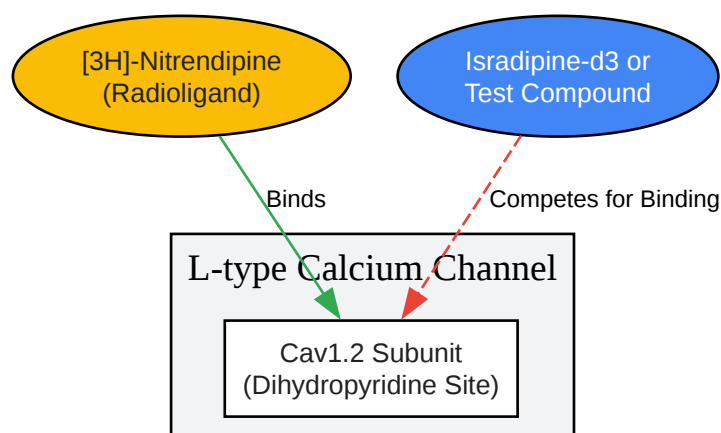 [3H]-Nitrendipine
(Radioligand)
Isradipine-d3 or
Test Compound
Binds
Competes for Binding
L-type Calcium Channel
Cav1.2 Subunit
(Dihydropyridine Site)